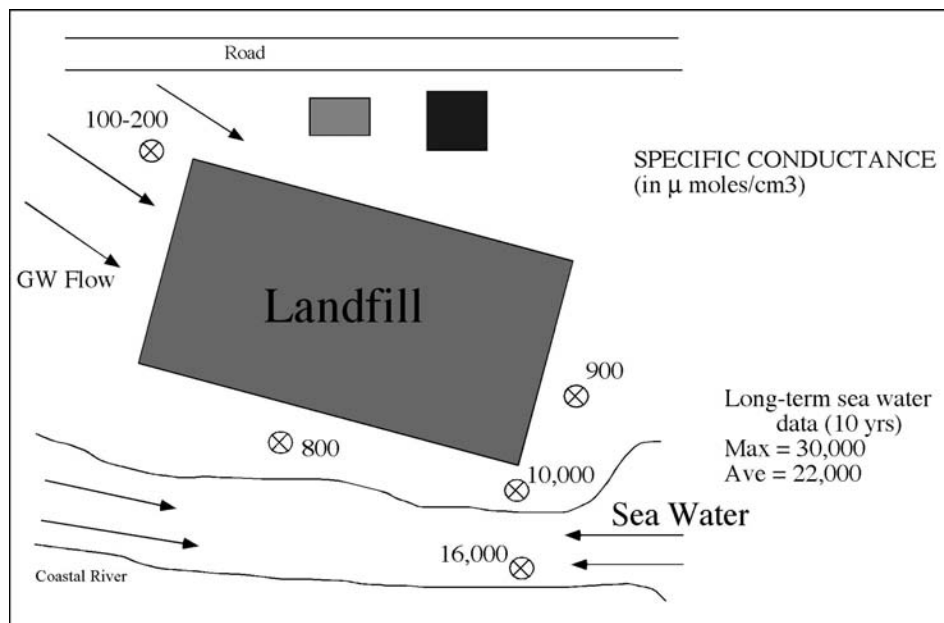 Road
100-200
SPECIFIC CONDUCTANCE
(in μ moles/cm3)
GW Flow
Landfill
900
Long-term sea water
data (10 yrs)
Max = 30,000
Ave = 22,000
800
10,000
Sea Water
16,000
Coastal River